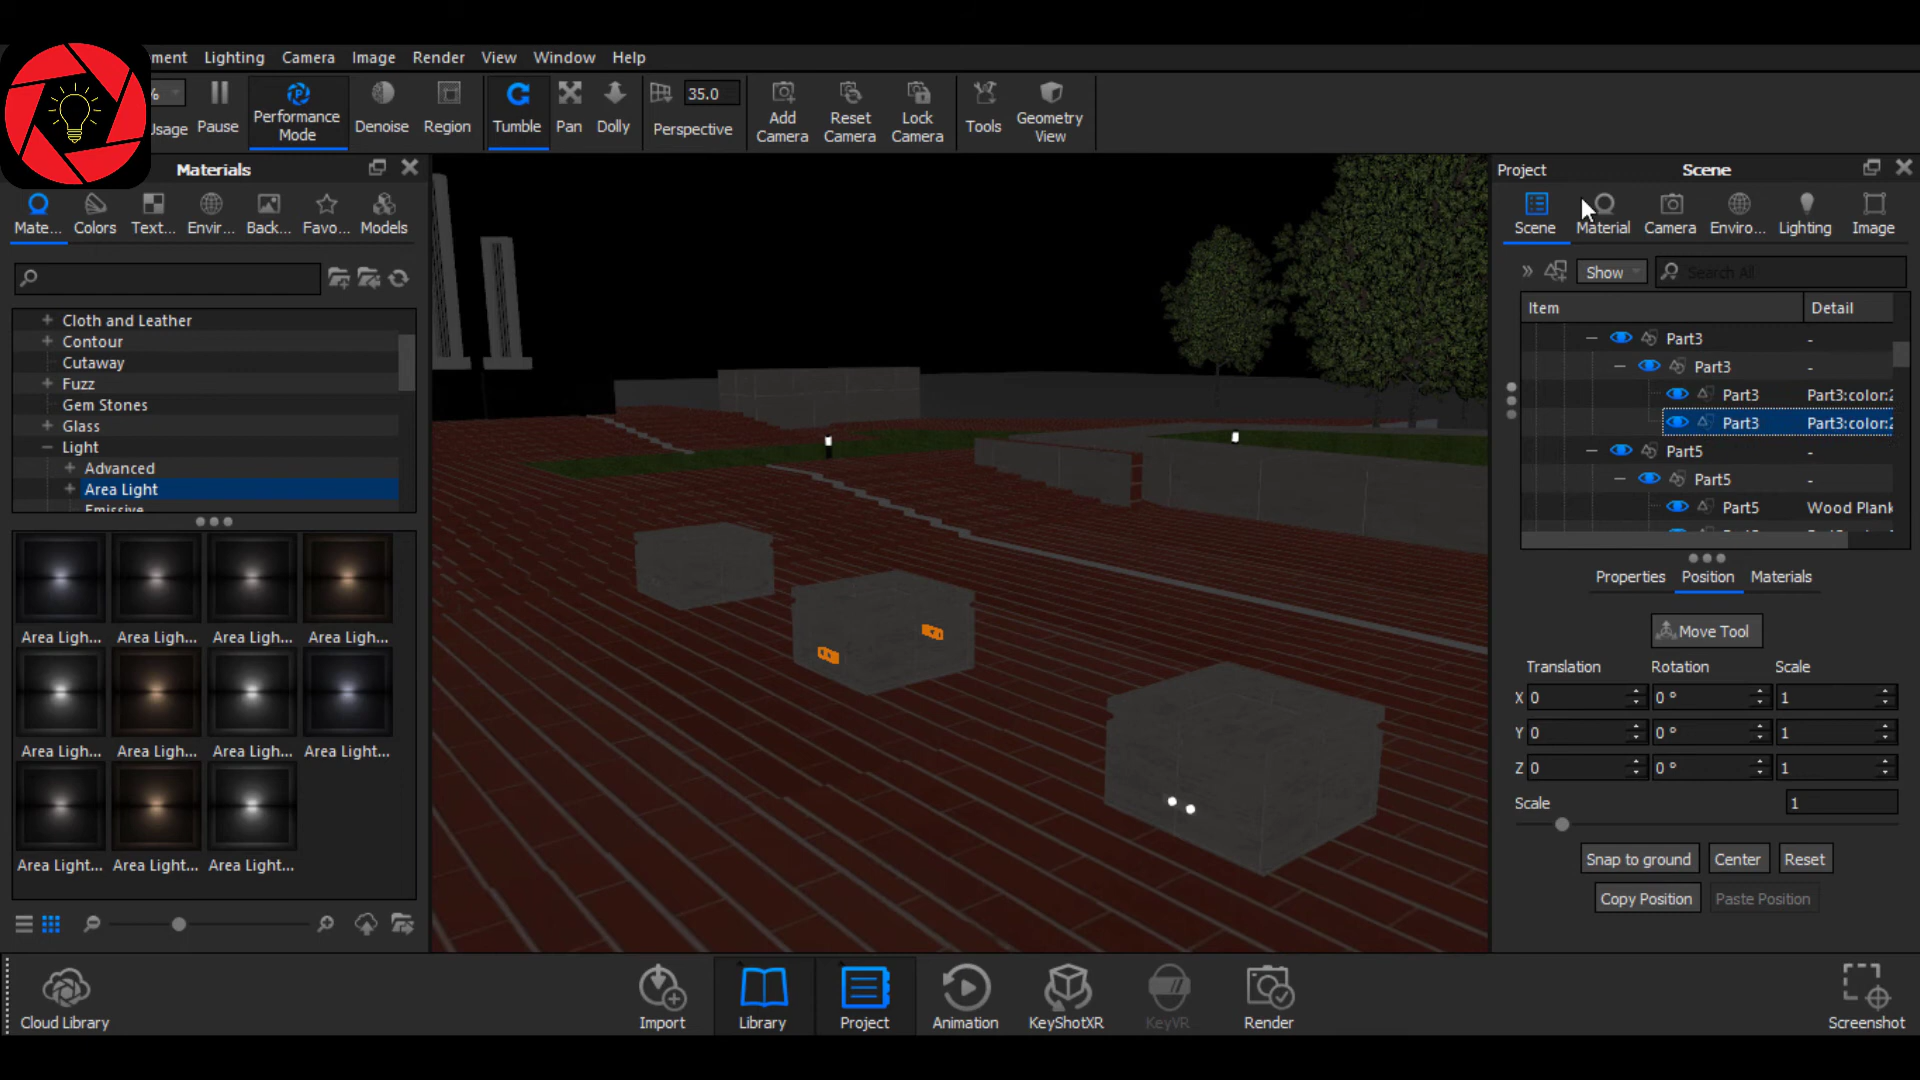 ment Lighting Camera Image Render View Window Help
%
sage
Pause
Performance
Mode
Denoise
Region
Tumble
Pan
Dolly
35.0
Perspective
Add
Camera
Reset
Camera
Lock
Camera
Tools
Geometry
View
Materials
Mate...
Colors
Text...
Envir...
Back...
Favo...
Models
Cloth and Leather
Contour
Cutaway
Fuzz
Gem Stones
Glass
Light
Advanced
Area Light
Emissive
Area Ligh...
Area Ligh...
Area Ligh...
Area Ligh...
Area Ligh...
Area Ligh...
Area Ligh...
Area Light...
Area Light...
Area Light...
Area Light...
Project
Scene
Scene
Material
Camera
Enviro...
Lighting
Image
Show
Search All
Item
Detail
Part3 -
Part3 -
Part3 Part3:color:2
Part3 Part3:color:2
Part5 -
Part5 -
Part5 Wood Plank
Properties
Position
Materials
Move Tool
Translation Rotation Scale
X 0 0 ° 1
Y 0 0 ° 1
Z 0 0 ° 1
Scale 1
Snap to ground
Center
Reset
Copy Position
Paste Position
Cloud Library
Import
Library
Project
Animation
KeyShotXR
KeyVR
Render
Screenshot